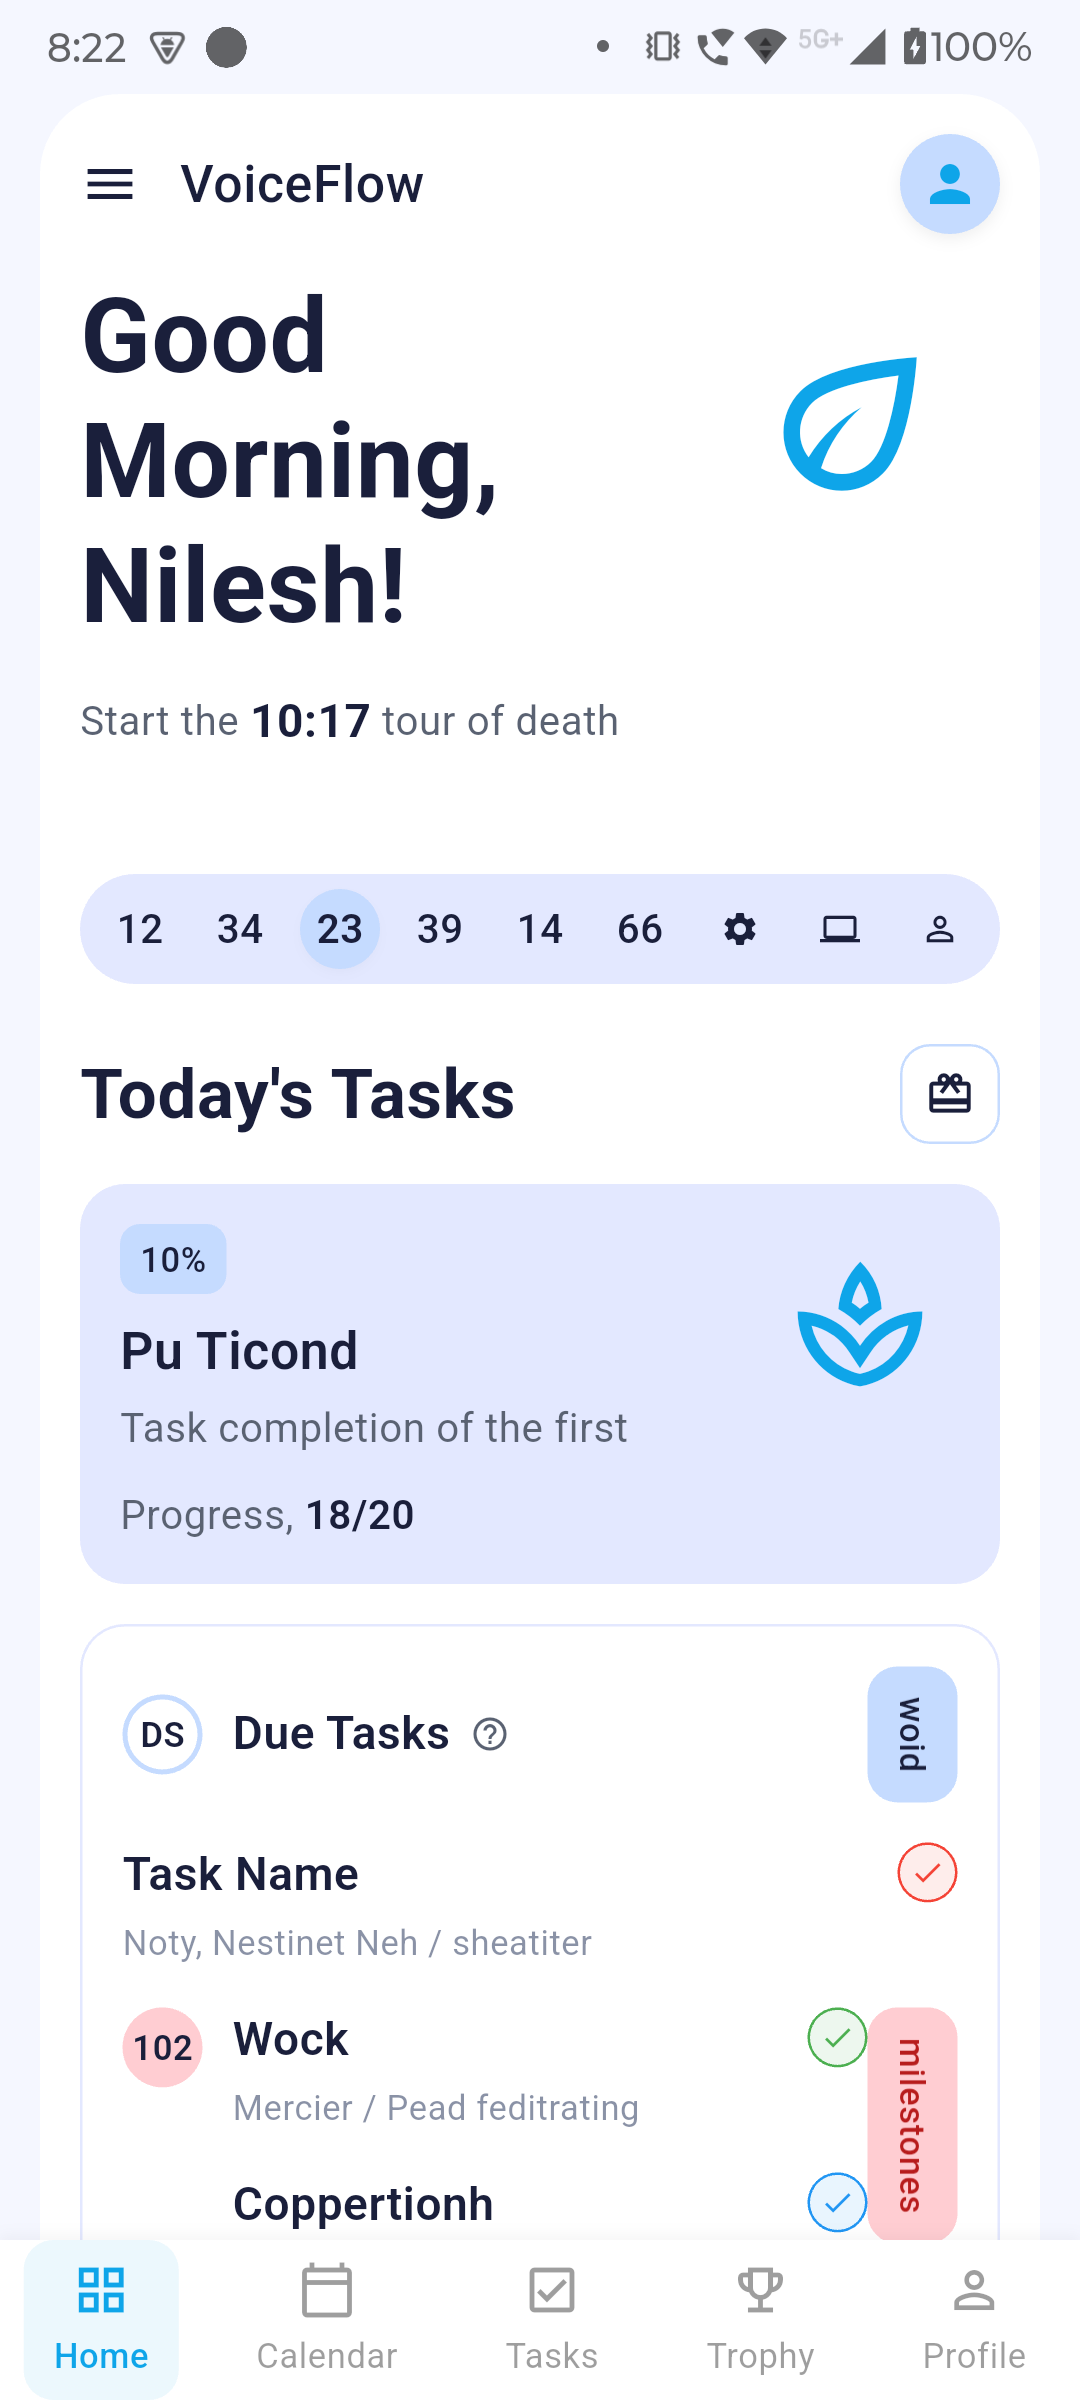 8:22
5G+
100%
VoiceFlow
Good
Morning,
Nilesh!
Start the 10:17 tour of death
12 34 23 39 14 66
Today's Tasks
10%
Pu Ticond
Task completion of the first
Progress, 18/20
DS Due Tasks
woid
Task Name
Noty, Nestinet Neh / sheatiter
102 Wock
Mercier / Pead feditrating
milestones
Coppertionh
Home Calendar Tasks Trophy Profile